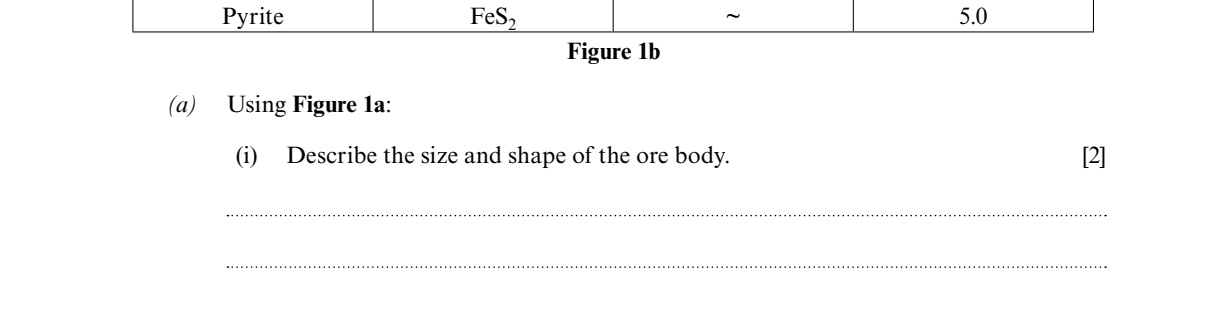 Pyrite FeS₂ ~ 5.0
Figure 1b
(a) Using Figure 1a:
(i) Describe the size and shape of the ore body. [2]